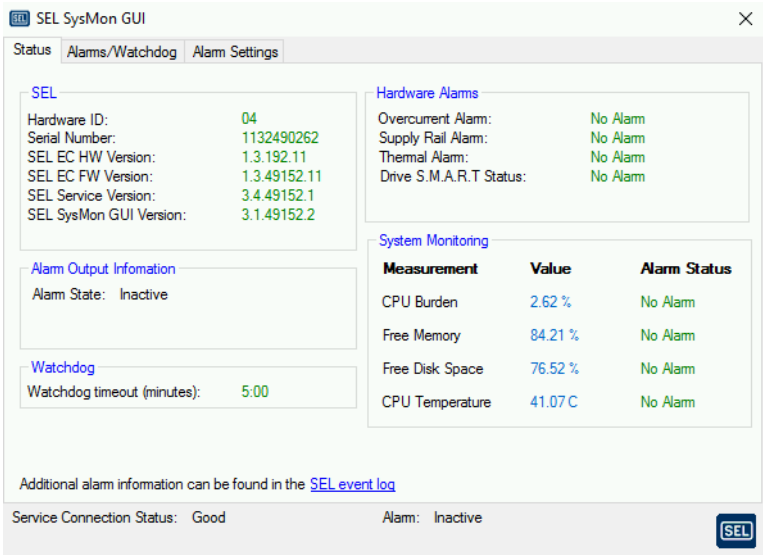 SEL SEL SysMon GUI
Status Alarms/Watchdog Alarm Settings
SEL
Hardware ID: 04
Serial Number: 1132490262
SEL EC HW Version: 1.3.192.11
SEL EC FW Version: 1.3.49152.11
SEL Service Version: 3.4.49152.1
SEL SysMon GUI Version: 3.1.49152.2
Alarm Output Infomation
Alarm State: Inactive
Watchdog
Watchdog timeout (minutes): 5:00
Hardware Alarms
Overcurrent Alarm: No Alarm
Supply Rail Alarm: No Alarm
Thermal Alarm: No Alarm
Drive S.M.A.R.T Status: No Alarm
System Monitoring
Measurement Value Alarm Status
CPU Burden 2.62 % No Alarm
Free Memory 84.21 % No Alarm
Free Disk Space 76.52 % No Alarm
CPU Temperature 41.07 C No Alarm
Additional alarm information can be found in the SEL event log
Service Connection Status: Good Alarm: Inactive
SEL